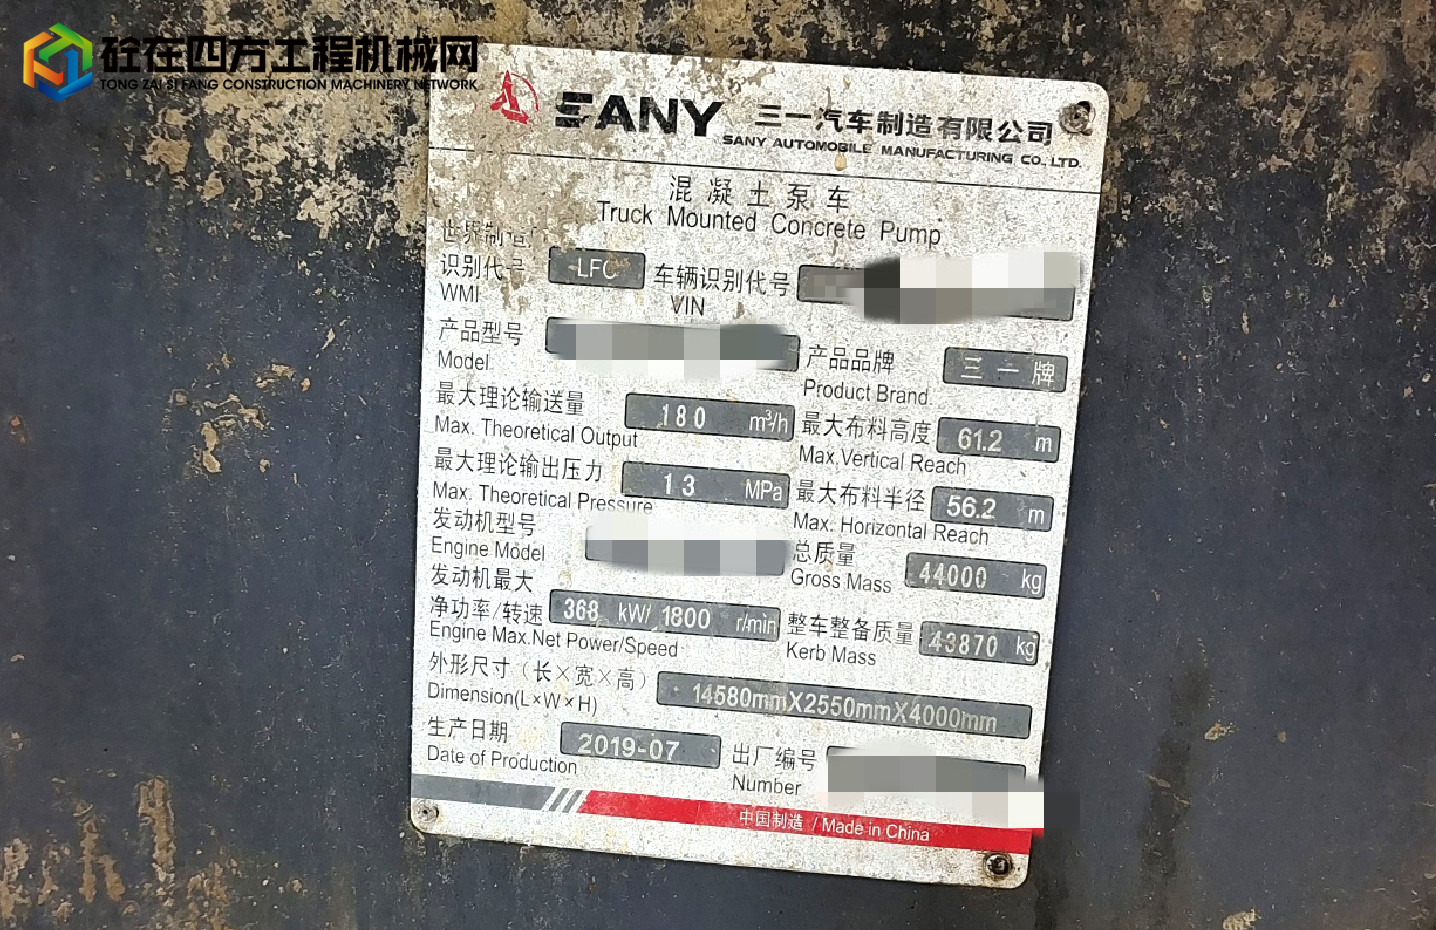 砼在四方工程机械网
TONG ZAI SI FANG CONSTRUCTION MACHINERY NETWORK
SANY 三一汽车制造有限公司
SANY AUTOMOBILE MANUFACTURING CO., LTD.
混凝土泵车
Truck Mounted Concrete Pump
世界制造
识别代号 LFC 车辆识别代号
WMI VIN
产品型号 产品品牌 三一牌
Model Product Brand
最大理论输送量 180 m³/h 最大布料高度 61.2 m
Max. Theoretical Output Max.Vertical Reach
最大理论输出压力 13 MPa 最大布料半径 56.2 m
Max. Theoretical Pressure Max. Horizontal Reach
发动机型号 总质量 44000 kg
Engine Model Gross Mass
发动机最大
净功率/转速 368 kW/ 1800 r/min 整车整备质量 43870 kg
Engine Max.Net Power/Speed Kerb Mass
外形尺寸（长×宽×高） 14580mmX2550mmX4000mm
Dimension(L×W×H)
生产日期 2019-07 出厂编号
Date of Production Number
中国制造 / Made in China